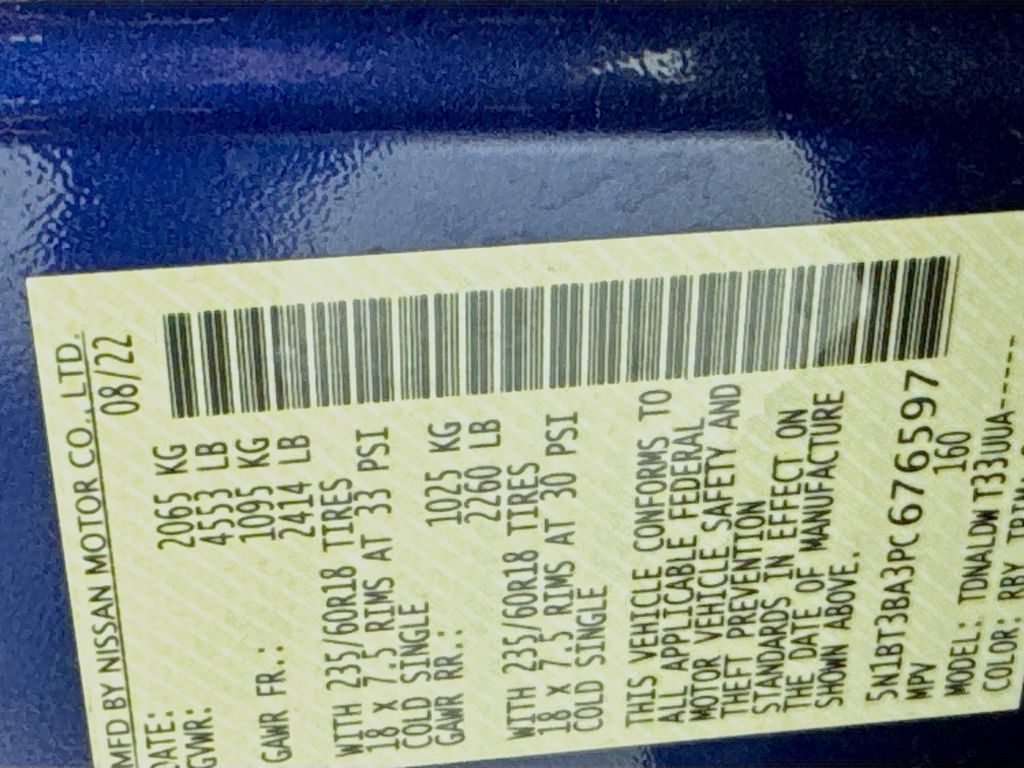 MFD BY NISSAN MOTOR CO., LTD.
DATE: 08/22
GVWR: 2065 KG
4553 LB
GAWR FR.: 1095 KG
2414 LB
WITH 235/60R18 TIRES
18 X 7.5 RIMS AT 33 PSI
COLD SINGLE
GAWR RR.: 1025 KG
2260 LB
WITH 235/60R18 TIRES
18 X 7.5 RIMS AT 30 PSI
COLD SINGLE
THIS VEHICLE CONFORMS TO
ALL APPLICABLE FEDERAL
MOTOR VEHICLE SAFETY AND
THEFT PREVENTION
STANDARDS IN EFFECT ON
THE DATE OF MANUFACTURE
SHOWN ABOVE.
5N1BT3BA3PC676597
MPV 160
MODEL: TDNALDW T33UUA-----
COLOR: RBY TRIM: